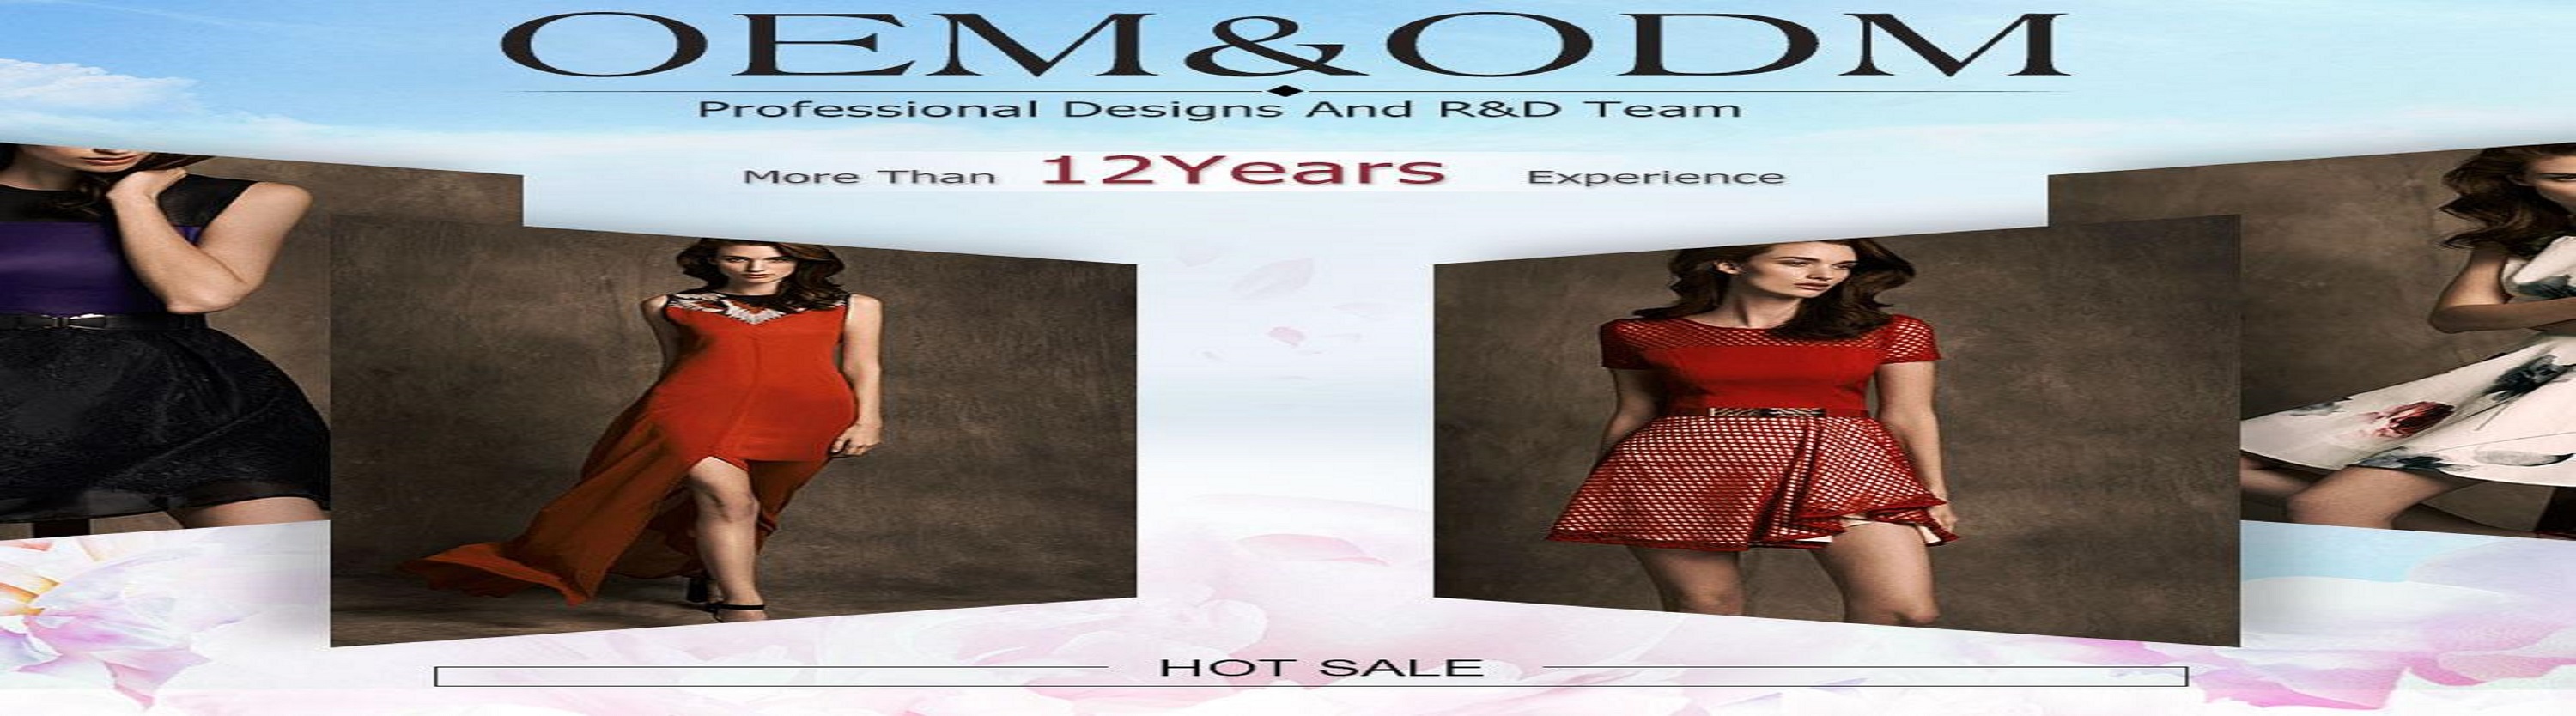 OEM&ODM
Professional Designs And R&D Team
More Than 12Years Experience
HOT SALE